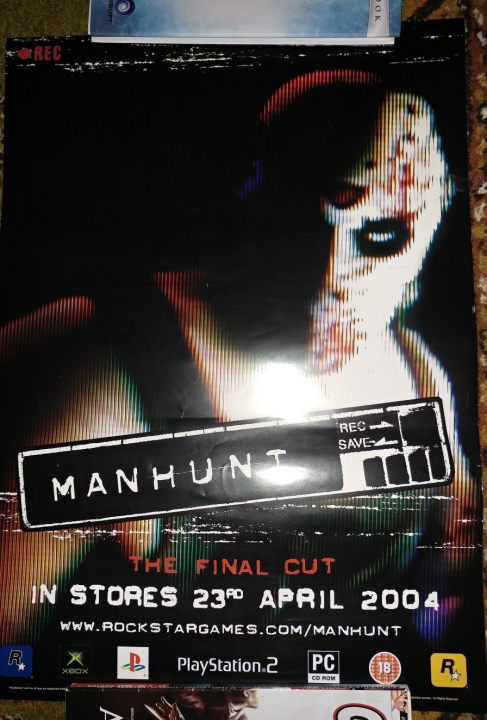 OOK
REC
REC
SAVE
MANHUNT
THE FINAL CUT
IN STORES 23RD APRIL 2004
WWW.ROCKSTARGAMES.COM/MANHUNT
R
XBOX
PlayStation®2
PC
CD ROM
18
R